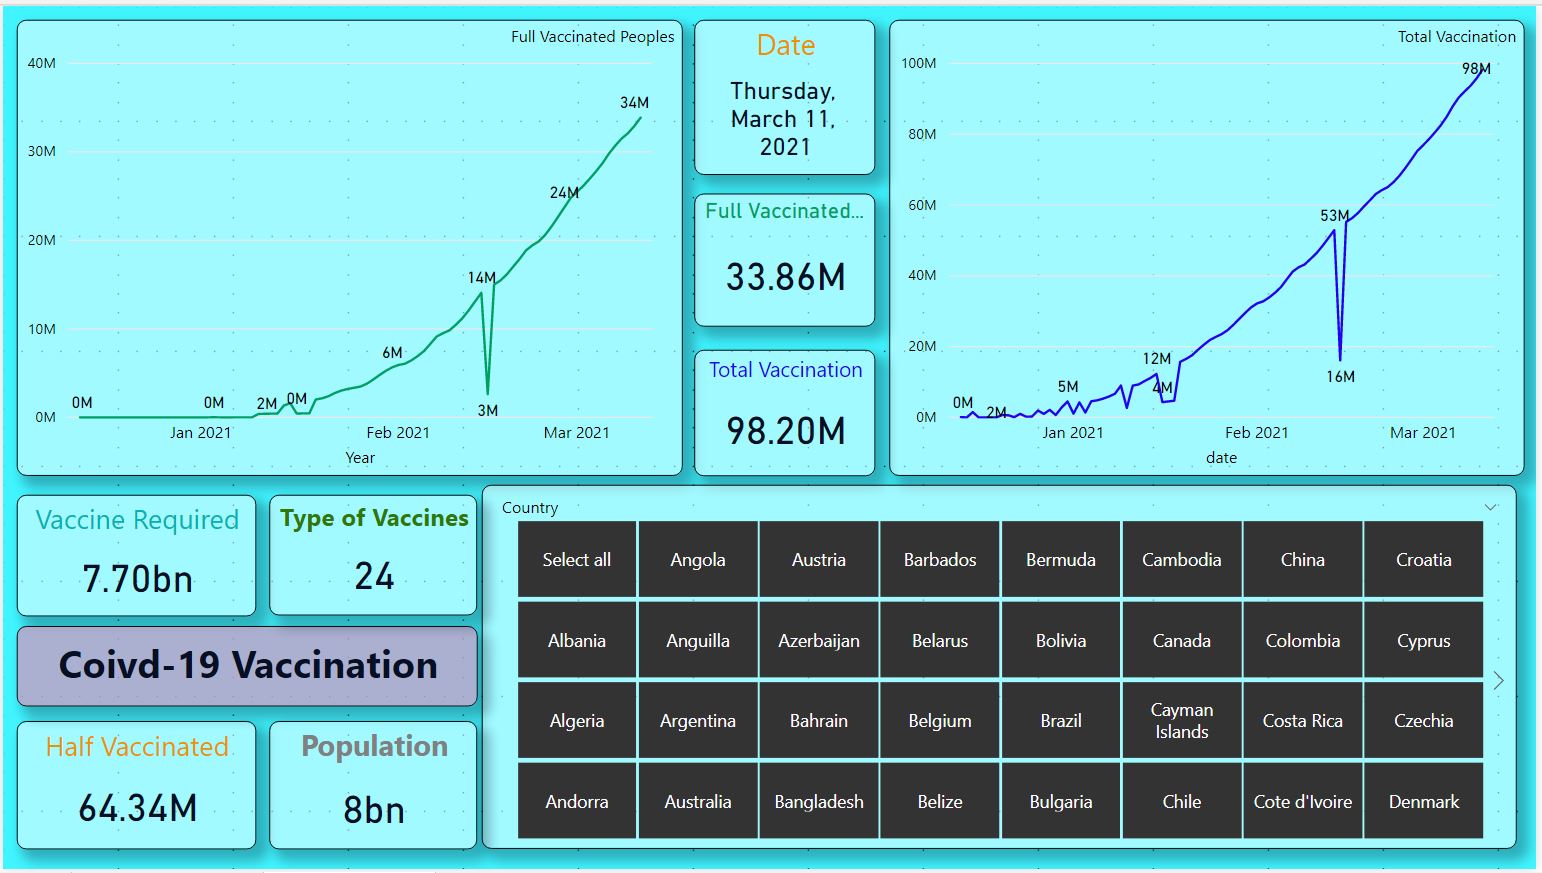 Full Vaccinated Peoples
40M
30M
20M
10M
0M
0M
0M
2M
0M
6M
14M
3M
24M
34M
Jan 2021
Feb 2021
Mar 2021
Year
Date
Thursday,
March 11,
2021
Full Vaccinated...
33.86M
Total Vaccination
98.20M
Total Vaccination
100M
80M
60M
40M
20M
0M
0M
2M
5M
12M
4M
53M
16M
98M
Jan 2021
Feb 2021
Mar 2021
date
Vaccine Required
7.70bn
Type of Vaccines
24
Coivd-19 Vaccination
Half Vaccinated
64.34M
Population
8bn
Country
Select all Angola Austria Barbados Bermuda Cambodia China Croatia
Albania Anguilla Azerbaijan Belarus Bolivia Canada Colombia Cyprus
Algeria Argentina Bahrain Belgium Brazil Cayman Islands Costa Rica Czechia
Andorra Australia Bangladesh Belize Bulgaria Chile Cote d'Ivoire Denmark